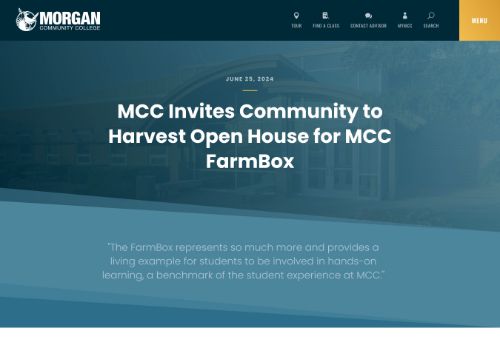 MORGAN
COMMUNITY COLLEGE
TOUR
FIND A CLASS
CONTACT ADVISOR
MYMCC
SEARCH
MENU
JUNE 25, 2024
MCC Invites Community to
Harvest Open House for MCC
FarmBox
"The FarmBox represents so much more and provides a
living example for students to be involved in hands-on
learning, a benchmark of the student experience at MCC."